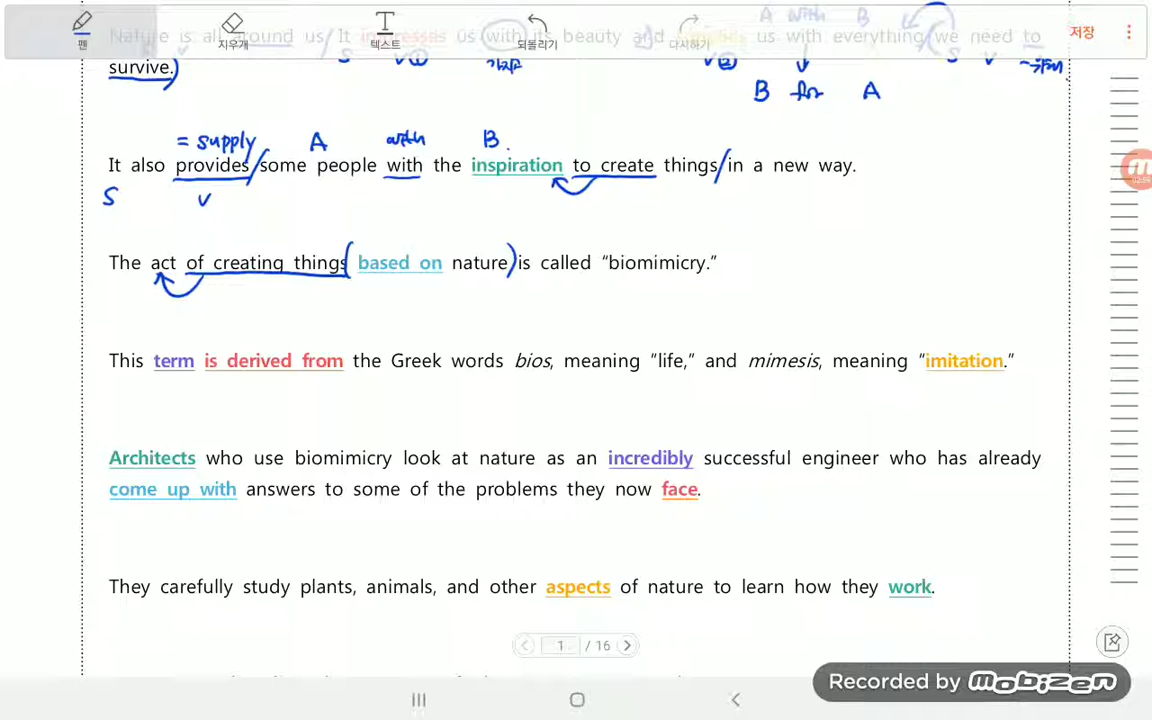 펜 지우개 텍스트 되돌리기 다시하기 저장
Nature is all around us / It impresses us (with) its beauty and us with everything (we need to
A with B
S V① V② S V
survive.)
B for A
= supply A with B.
It also provides / some people with the inspiration to create things / in a new way.
S V
The act of creating things (based on nature) is called “biomimicry.”
This term is derived from the Greek words bios, meaning “life,” and mimesis, meaning “imitation.”
Architects who use biomimicry look at nature as an incredibly successful engineer who has already
come up with answers to some of the problems they now face.
They carefully study plants, animals, and other aspects of nature to learn how they work.
1 / 16
Recorded by mobizen